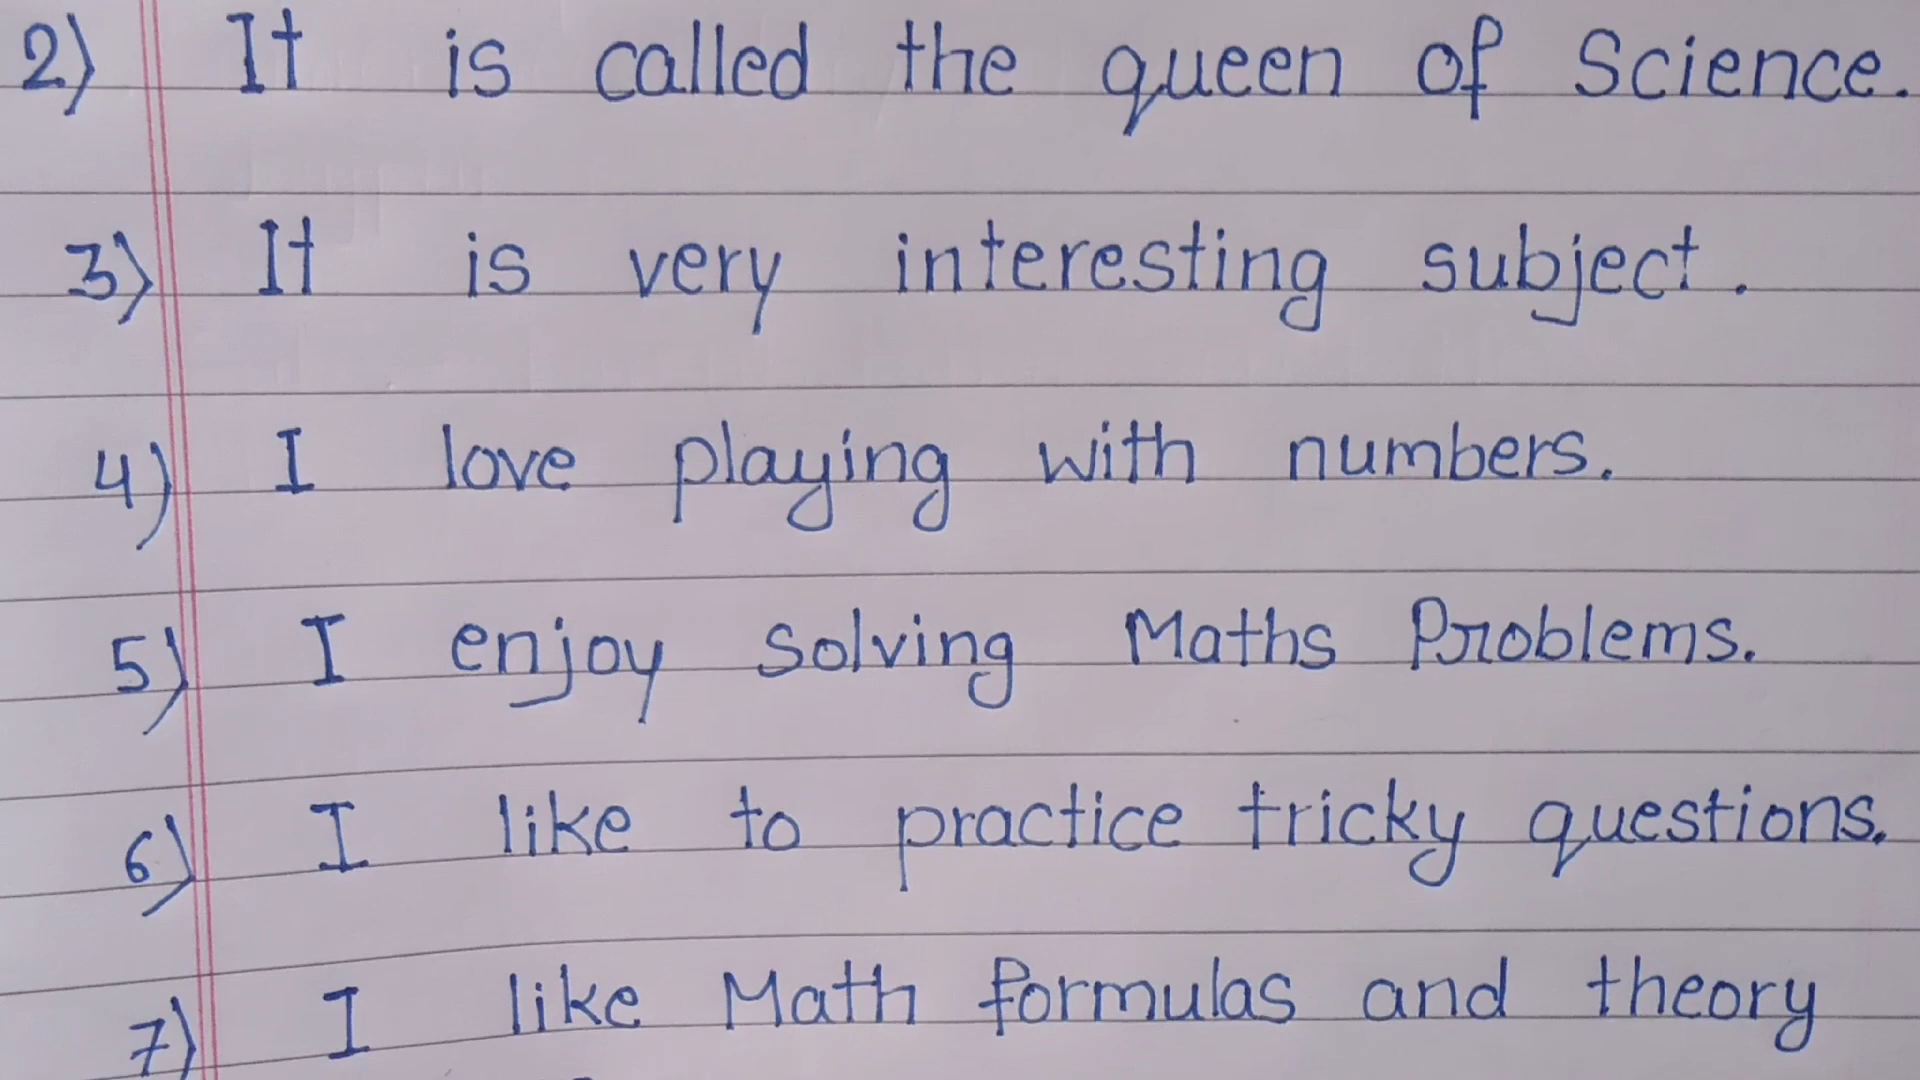 2) It is called the queen of Science.
3) It is very interesting subject.
4) I love playing with numbers.
5) I enjoy solving Maths Problems.
6) I like to practice tricky questions.
7) I like Math formulas and theory